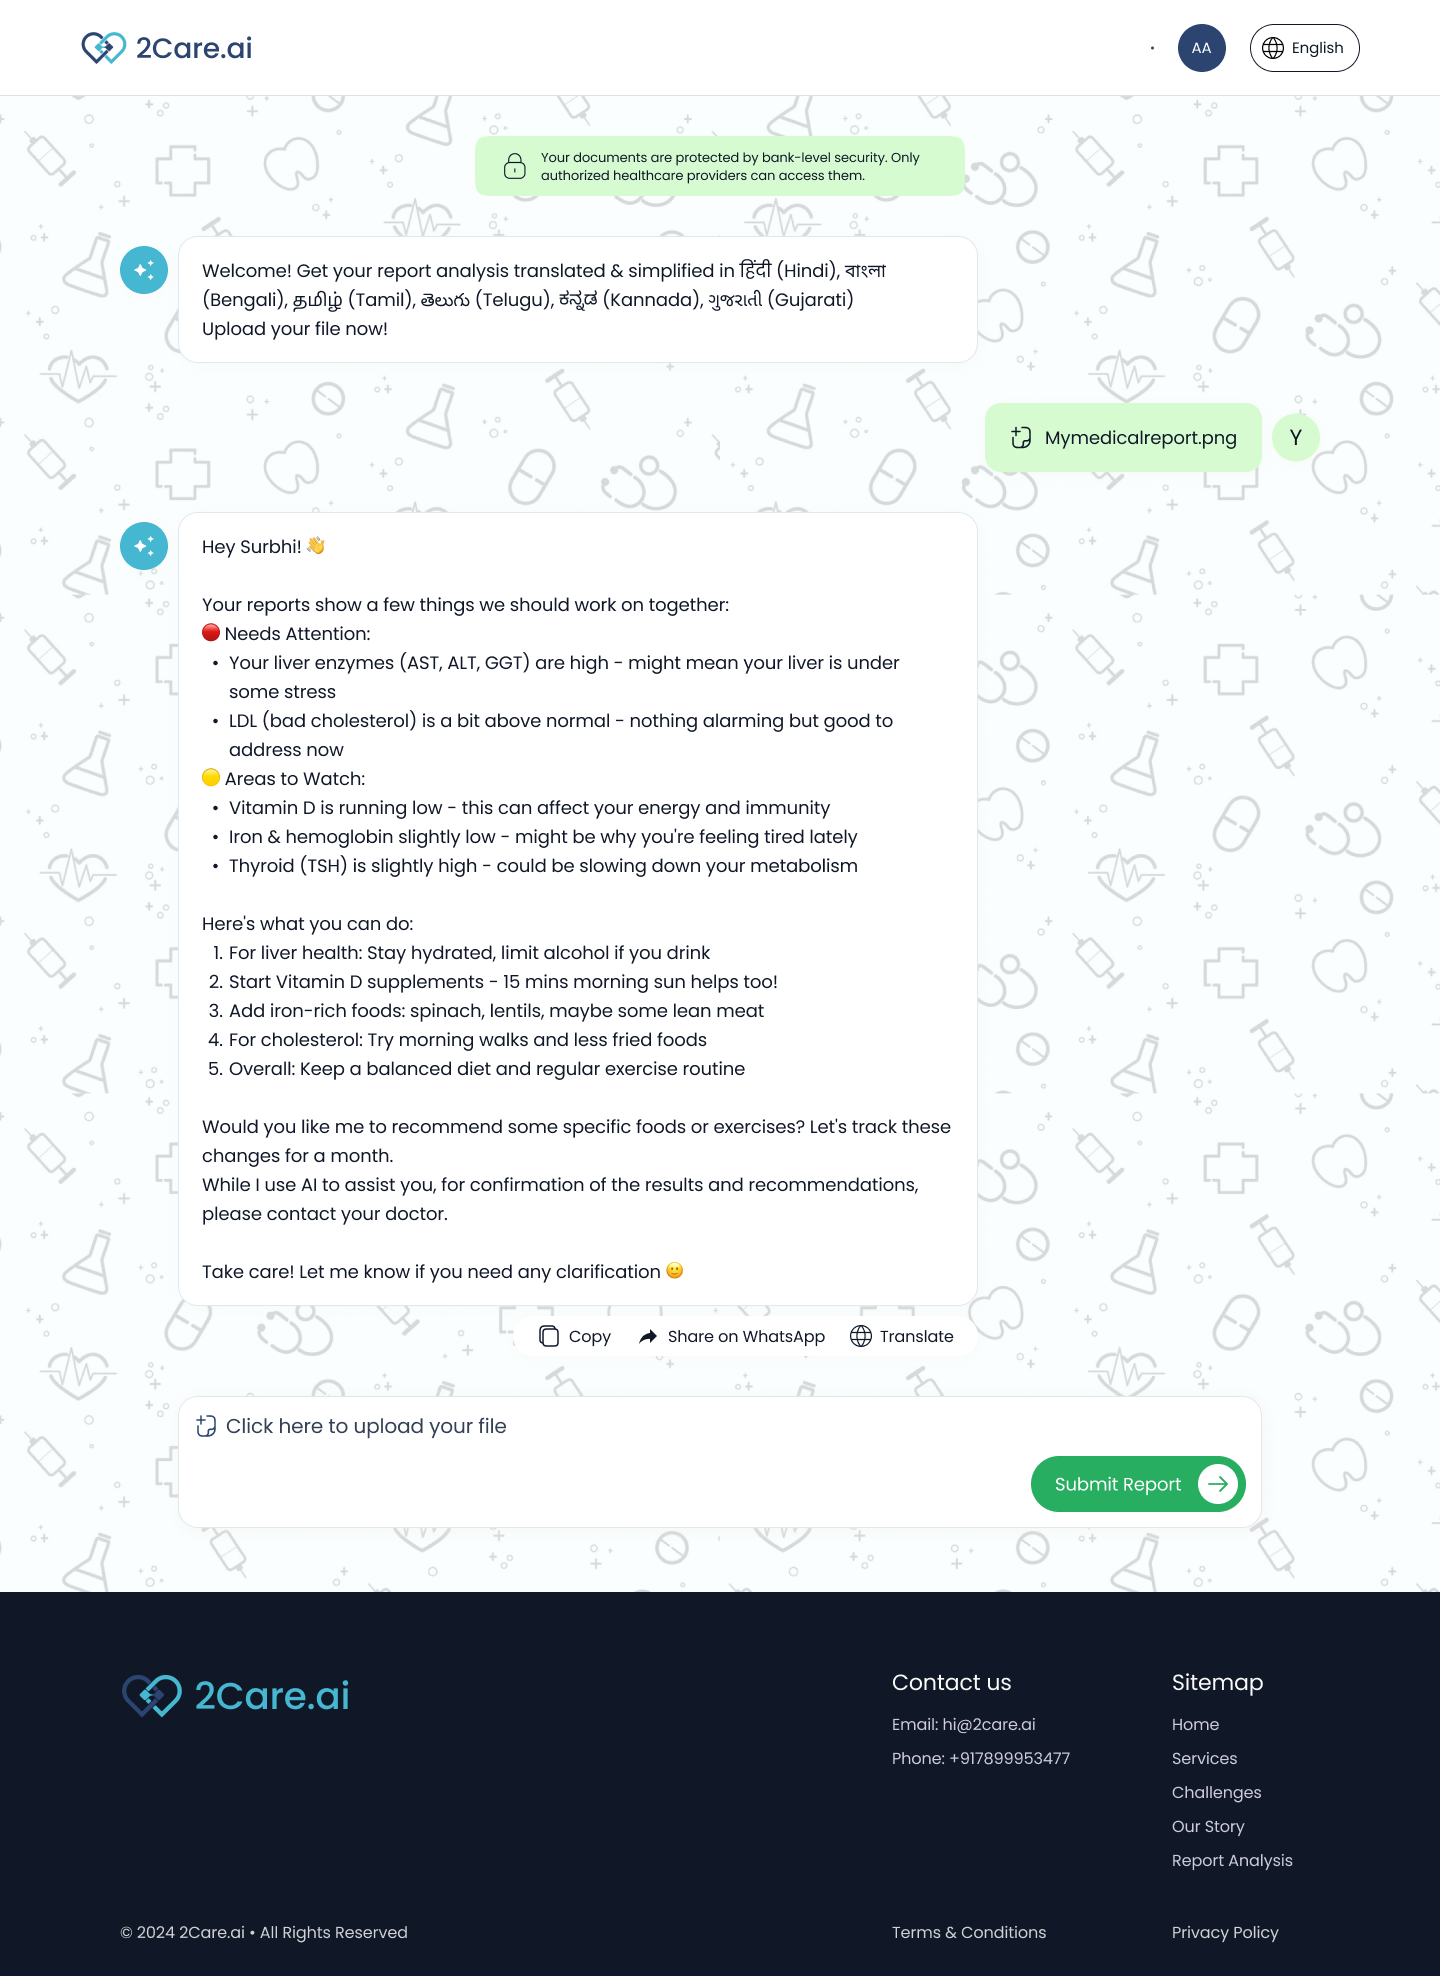 2Care.ai
AA
English
Your documents are protected by bank-level security. Only
authorized healthcare providers can access them.
Welcome! Get your report analysis translated & simplified in हिंदी (Hindi), বাংলা
(Bengali), தமிழ் (Tamil), తెలుగు (Telugu), ಕನ್ನಡ (Kannada), ગુજરાતી (Gujarati)
Upload your file now!
Mymedicalreport.png
Y
Hey Surbhi! 👋
Your reports show a few things we should work on together:
🔴 Needs Attention:
• Your liver enzymes (AST, ALT, GGT) are high - might mean your liver is under
some stress
• LDL (bad cholesterol) is a bit above normal - nothing alarming but good to
address now
🟡 Areas to Watch:
• Vitamin D is running low - this can affect your energy and immunity
• Iron & hemoglobin slightly low - might be why you're feeling tired lately
• Thyroid (TSH) is slightly high - could be slowing down your metabolism
Here's what you can do:
1. For liver health: Stay hydrated, limit alcohol if you drink
2. Start Vitamin D supplements - 15 mins morning sun helps too!
3. Add iron-rich foods: spinach, lentils, maybe some lean meat
4. For cholesterol: Try morning walks and less fried foods
5. Overall: Keep a balanced diet and regular exercise routine
Would you like me to recommend some specific foods or exercises? Let's track these
changes for a month.
While I use AI to assist you, for confirmation of the results and recommendations,
please contact your doctor.
Take care! Let me know if you need any clarification 🙂
Copy
Share on WhatsApp
Translate
Click here to upload your file
Submit Report
2Care.ai
Contact us
Email: hi@2care.ai
Phone: +917899953477
Sitemap
Home
Services
Challenges
Our Story
Report Analysis
© 2024 2Care.ai • All Rights Reserved
Terms & Conditions
Privacy Policy